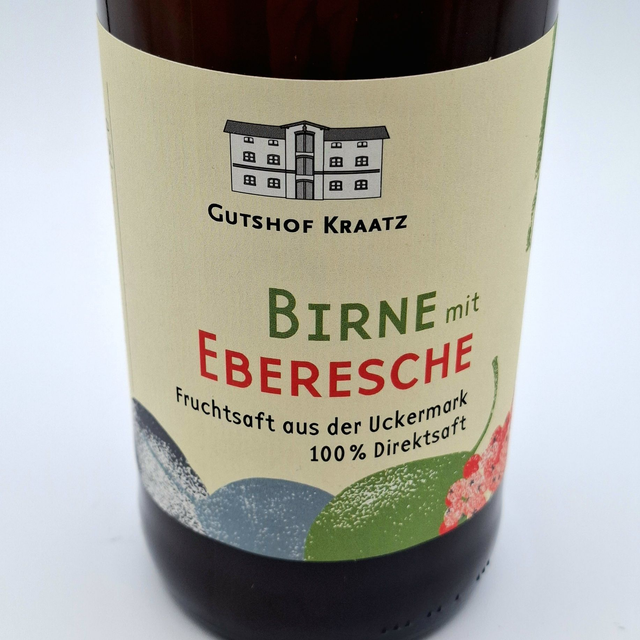 GUTSHOF KRAATZ
BIRNE mit
EBERESCHE
Fruchtsaft aus der Uckermark
100% Direktsaft